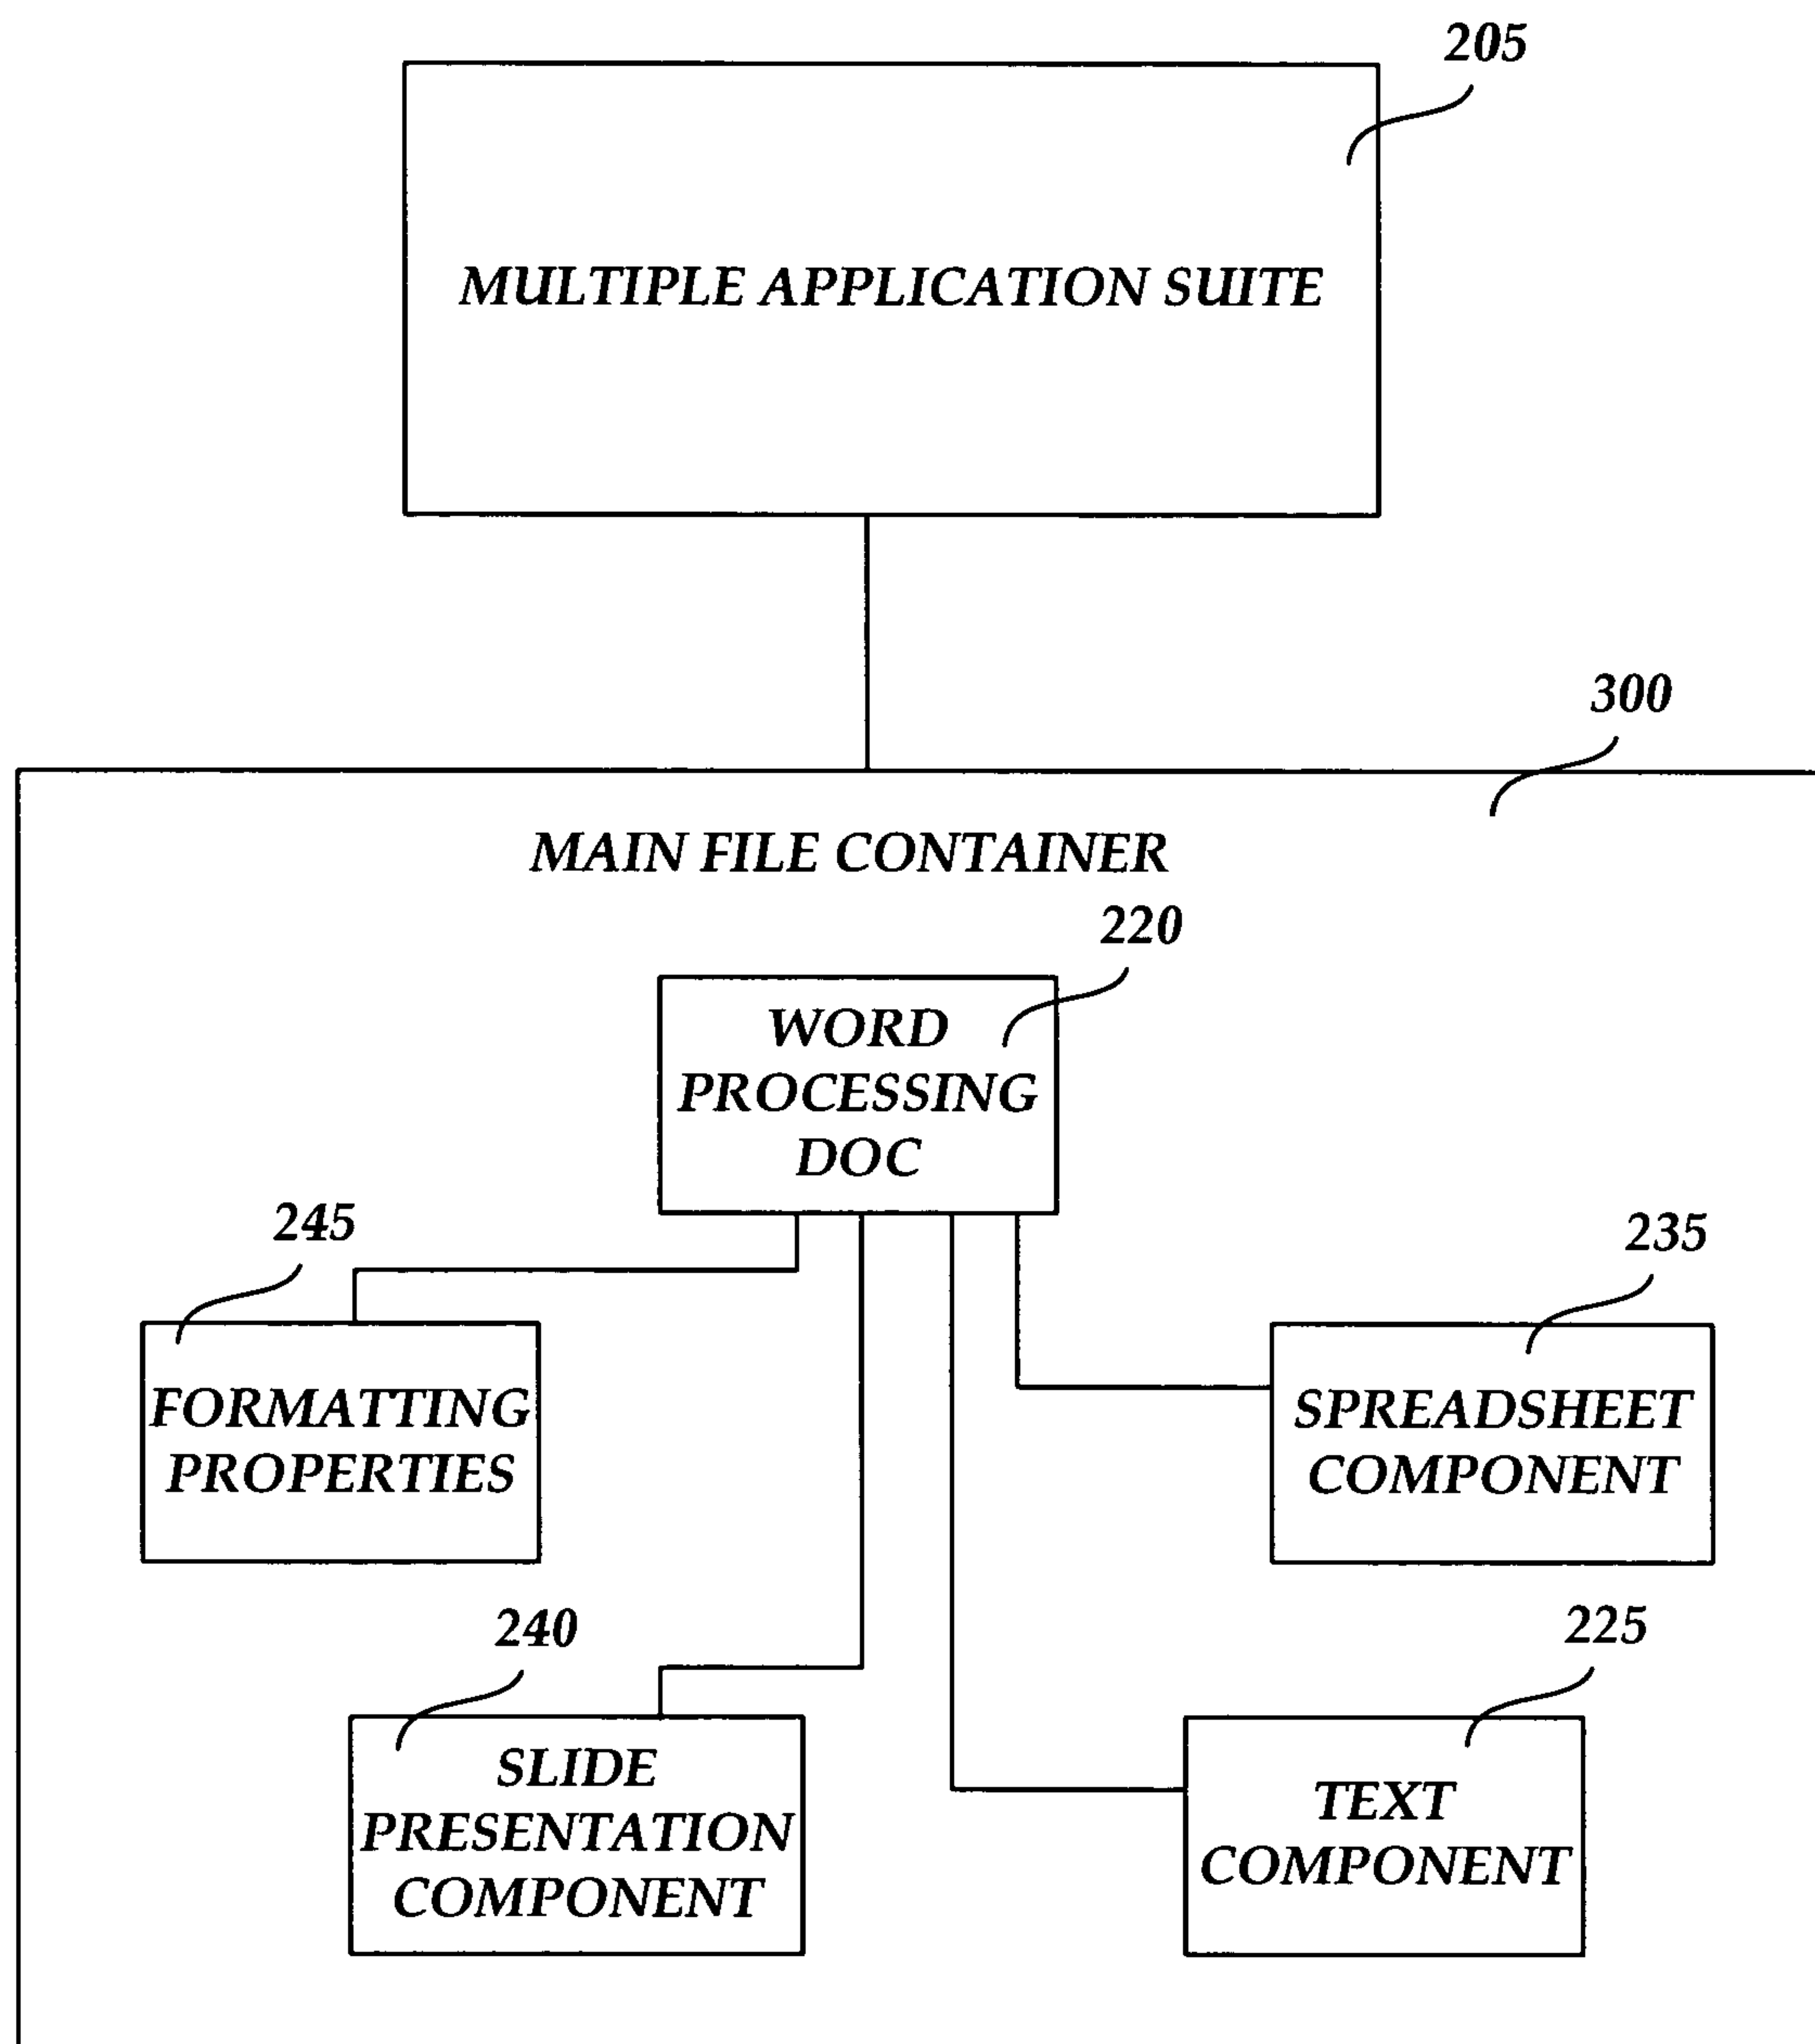 205
MULTIPLE APPLICATION SUITE
300
MAIN FILE CONTAINER
220
WORD
PROCESSING
DOC
245
FORMATTING
PROPERTIES
235
SPREADSHEET
COMPONENT
240
SLIDE
PRESENTATION
COMPONENT
225
TEXT
COMPONENT